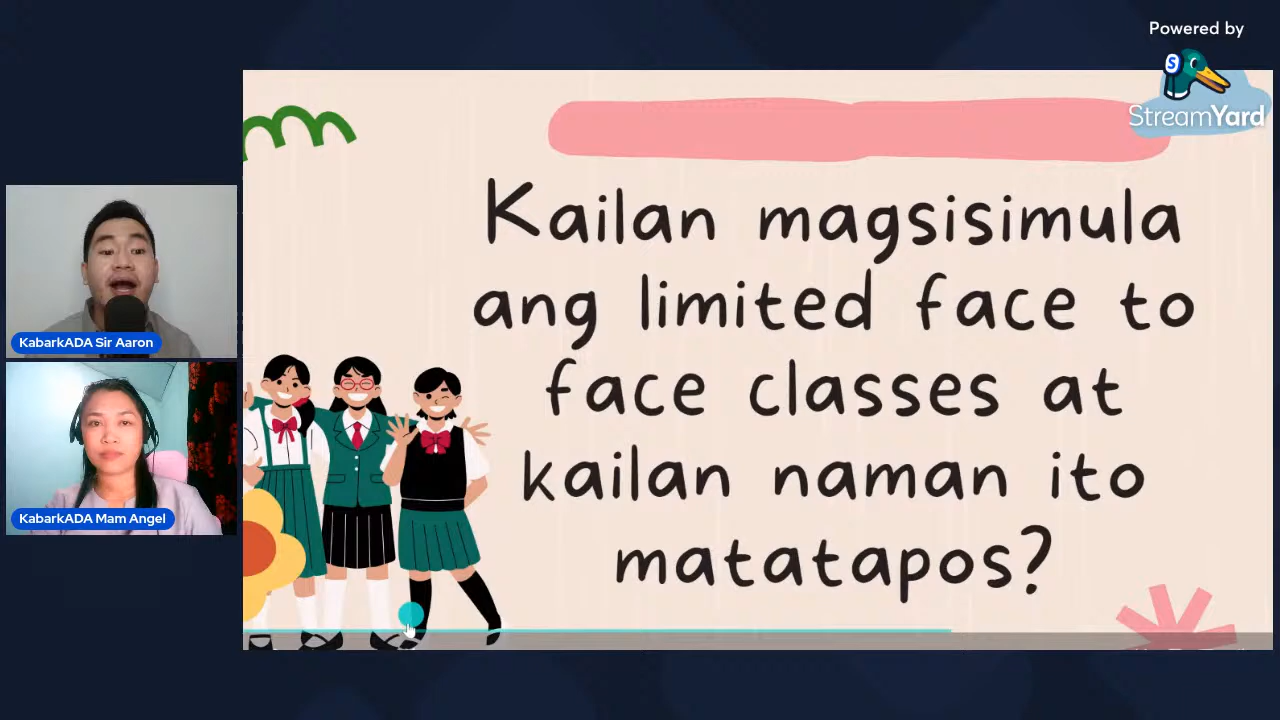 Powered by
S
StreamYard
Kailan magsisimula
ang limited face to
face classes at
kailan naman ito
matatapos?
KabarkADA Sir Aaron
KabarkADA Mam Angel